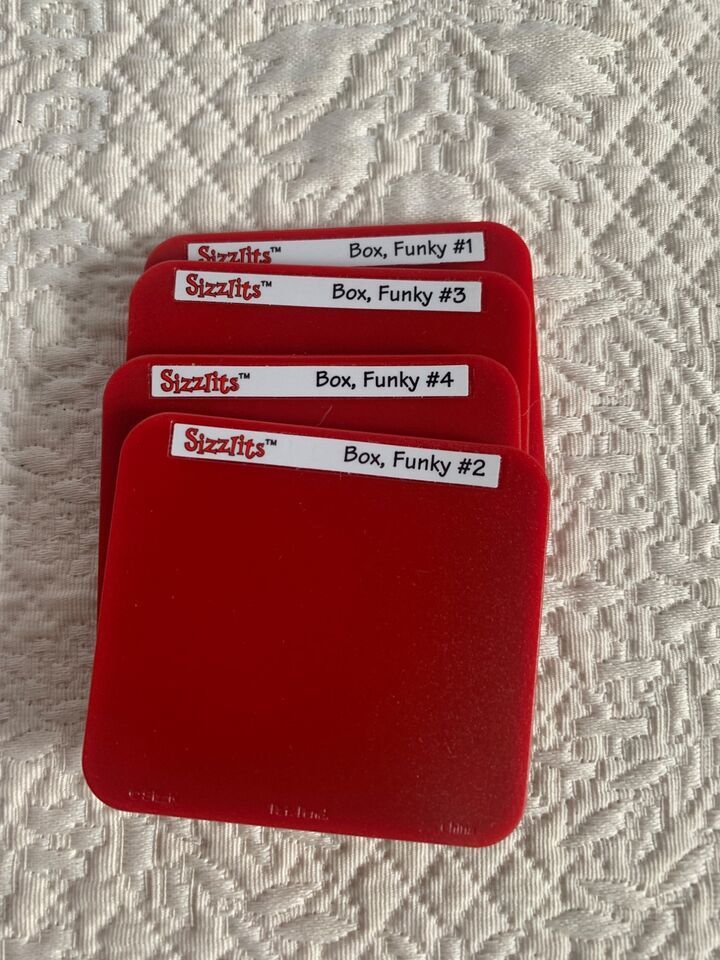 Sizzlits™ Box, Funky #1
Sizzlits™ Box, Funky #3
Sizzlits™ Box, Funky #4
Sizzlits™ Box, Funky #2
China